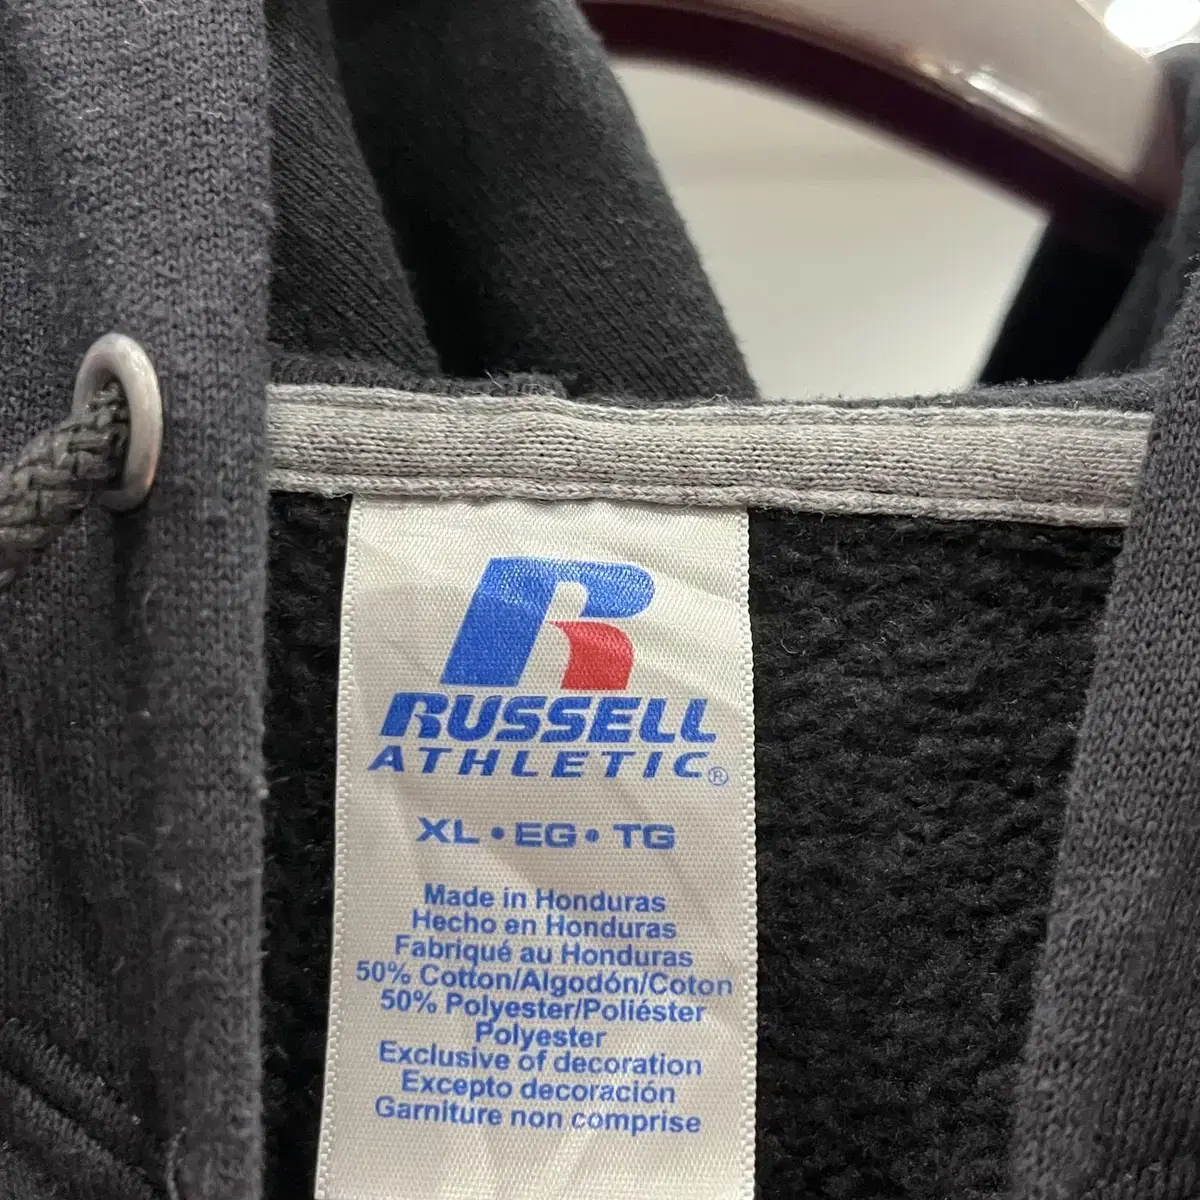 R
RUSSELL
ATHLETIC®
XL • EG • TG
Made in Honduras
Hecho en Honduras
Fabriqué au Honduras
50% Cotton/Algodón/Coton
50% Polyester/Poliéster
Polyester
Exclusive of decoration
Excepto decoración
Garniture non comprise